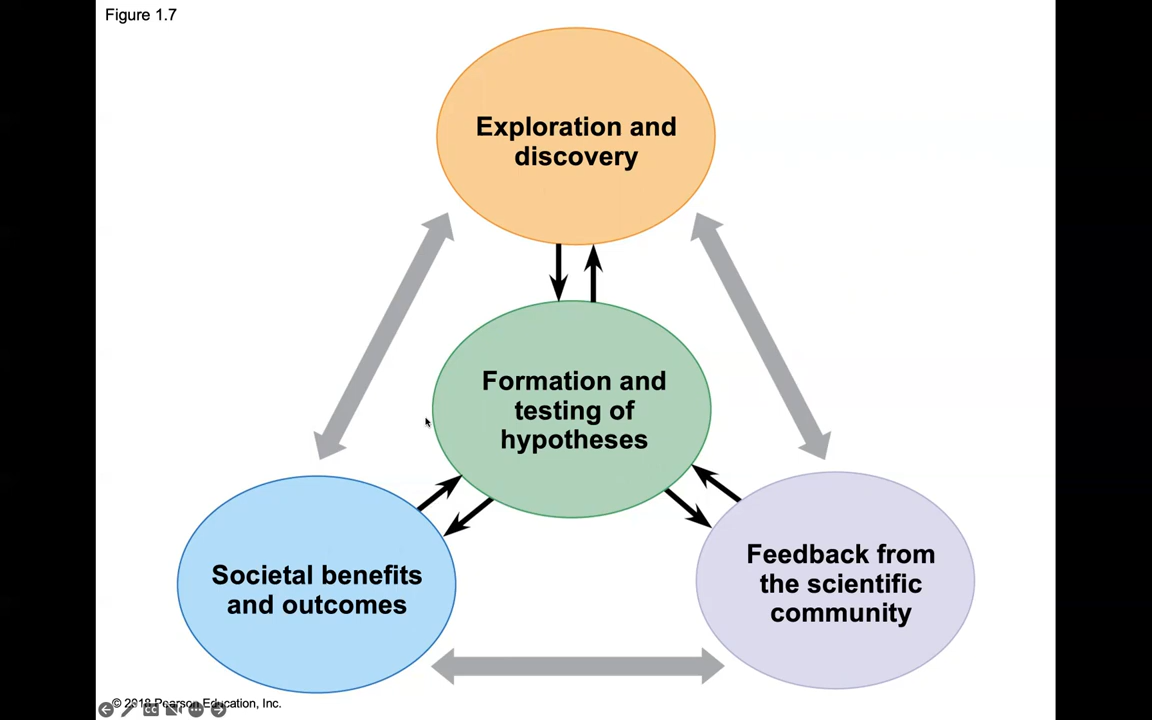 Figure 1.7
Exploration and
discovery
Formation and
testing of
hypotheses
Societal benefits
and outcomes
Feedback from
the scientific
community
© 2018 Pearson Education, Inc.